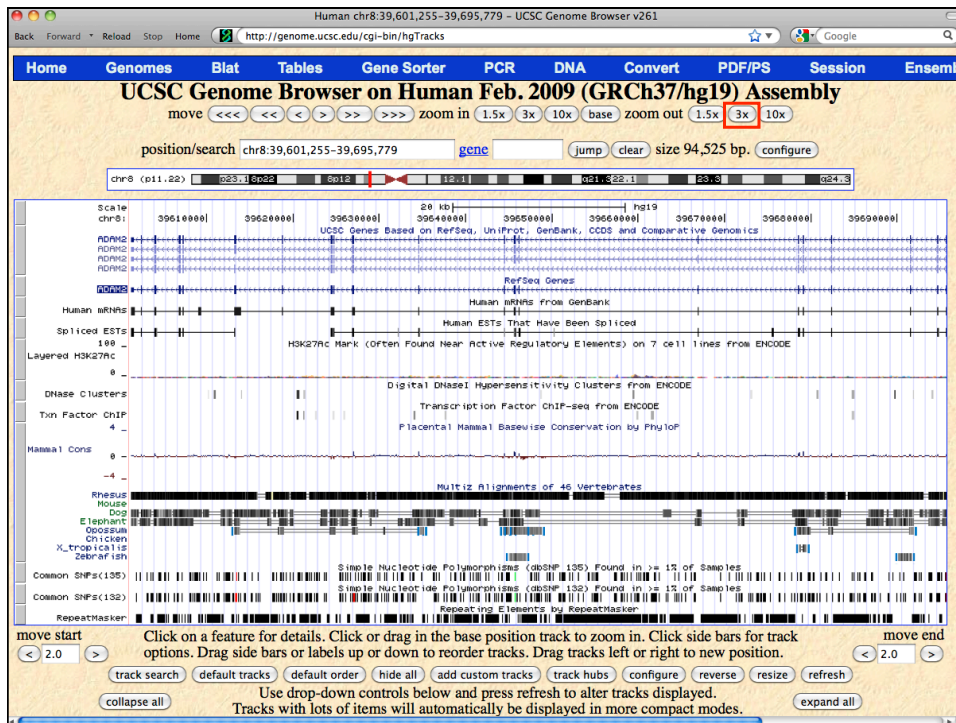 Human chr8:39,601,255-39,695,779 - UCSC Genome Browser v261
Back Forward Reload Stop Home http://genome.ucsc.edu/cgi-bin/hgTracks Google
Home Genomes Blat Tables Gene Sorter PCR DNA Convert PDF/PS Session Ensem
UCSC Genome Browser on Human Feb. 2009 (GRCh37/hg19) Assembly
move <<< << < > >> >>> zoom in 1.5x 3x 10x base zoom out 1.5x 3x 10x
position/search chr8:39,601,255-39,695,779 gene jump clear size 94,525 bp. configure
chr8 (p11.22) p23.1 8p22 8p12 12.1 q21.3 22.1 23.3 q24.3
Scale 20 kb hg19
chr8: 39610000 39620000 39630000 39640000 39650000 39660000 39670000 39680000 39690000
UCSC Genes Based on RefSeq, UniProt, GenBank, CCDS and Comparative Genomics
ADAM2
ADAM2
ADAM2
ADAM2
RefSeq Genes
ADAM2
Human mRNAs from GenBank
Human mRNAs
Human ESTs That Have Been Spliced
Spliced ESTs
H3K27Ac Mark (Often Found Near Active Regulatory Elements) on 7 cell lines from ENCODE
100 _
Layered H3K27Ac
0 _
Digital DNaseI Hypersensitivity Clusters from ENCODE
DNase Clusters
Transcription Factor ChIP-seq from ENCODE
Txn Factor ChIP
Placental Mammal Basewise Conservation by PhyloP
4 _
Mammal Cons
0 _
-4 _
Multiz Alignments of 46 Vertebrates
Rhesus
Mouse
Dog
Elephant
Opossum
Chicken
X_tropicalis
Zebrafish
Simple Nucleotide Polymorphisms (dbSNP 135) Found in >= 1% of Samples
Common SNPs(135)
Simple Nucleotide Polymorphisms (dbSNP 132) Found in >= 1% of Samples
Common SNPs(132)
Repeating Elements by RepeatMasker
RepeatMasker
move start Click on a feature for details. Click or drag in the base position track to zoom in. Click side bars for track move end
< 2.0 > options. Drag side bars or labels up or down to reorder tracks. Drag tracks left or right to new position. < 2.0 >
track search default tracks default order hide all add custom tracks track hubs configure reverse resize refresh
collapse all Use drop-down controls below and press refresh to alter tracks displayed. expand all
Tracks with lots of items will automatically be displayed in more compact modes.